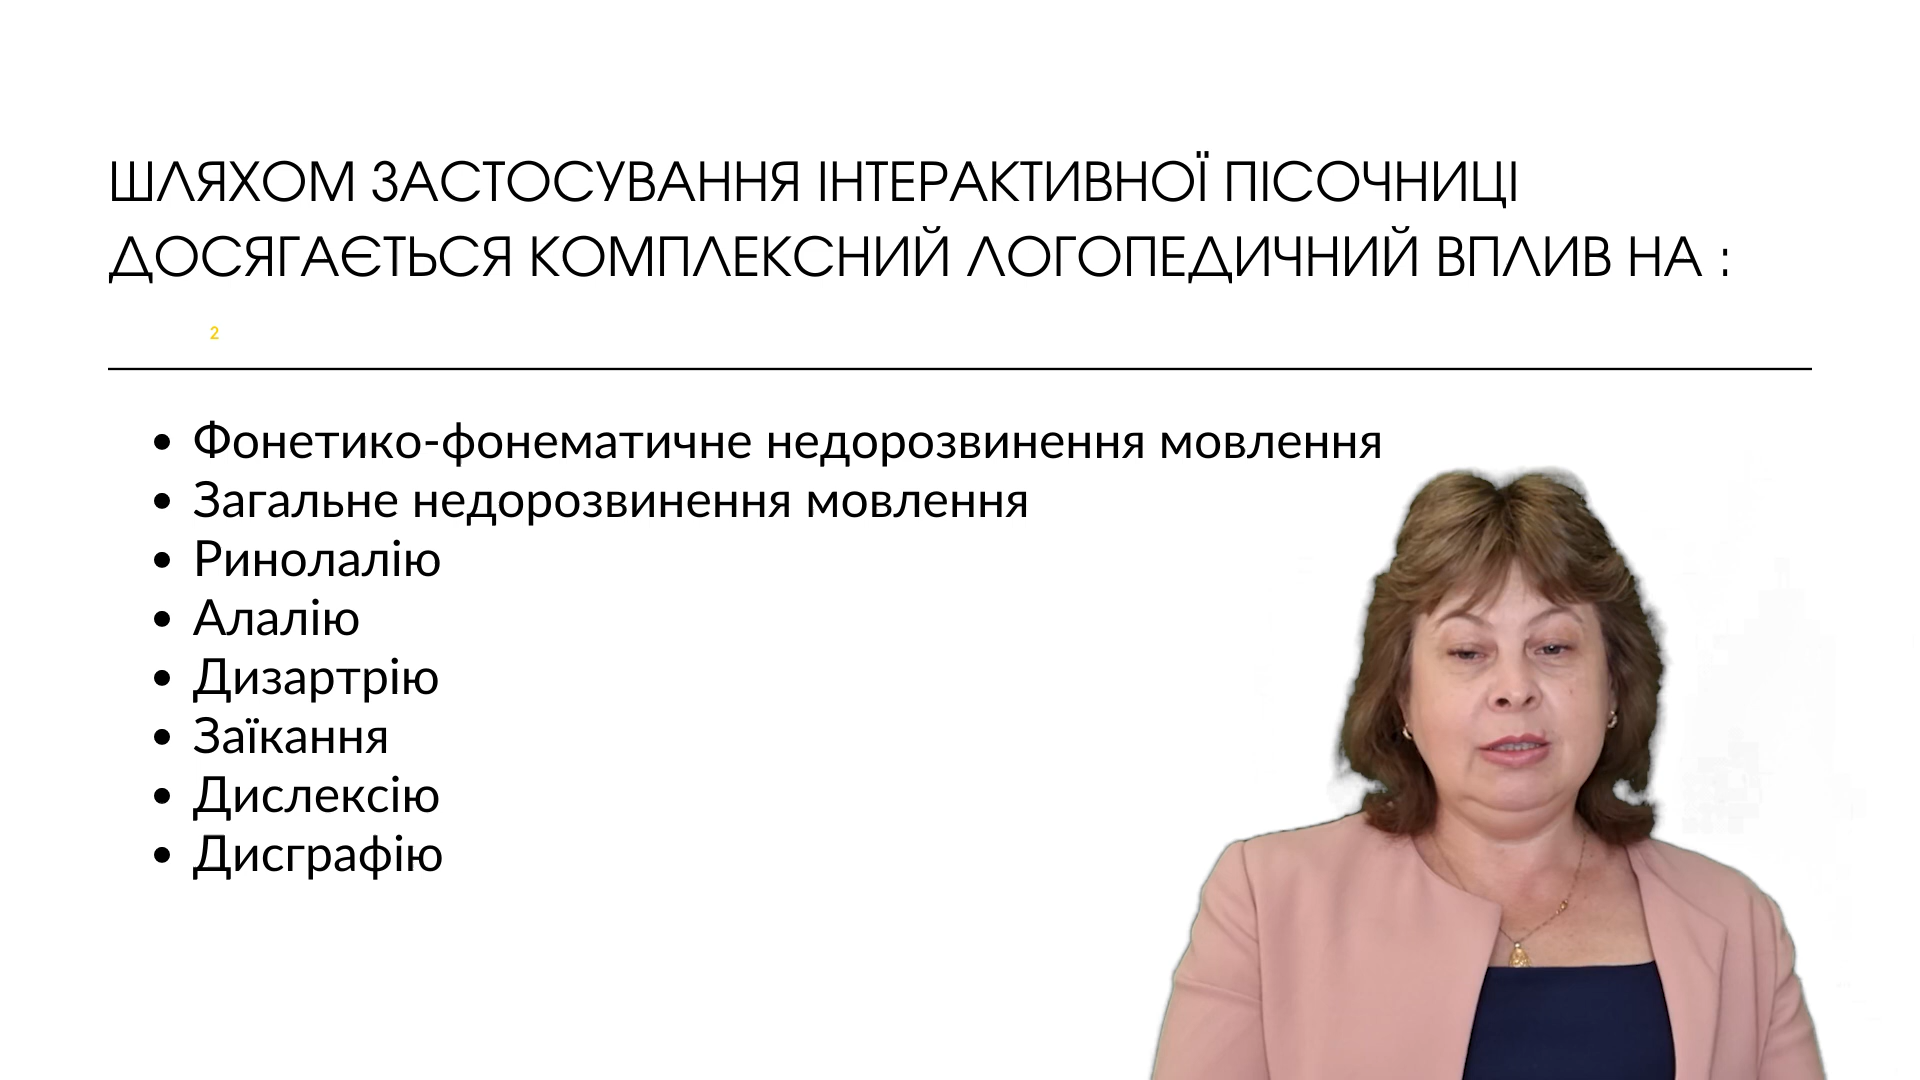 ШЛЯХОМ ЗАСТОСУВАННЯ ІНТЕРАКТИВНОЇ ПІСОЧНИЦІ
ДОСЯГАЄТЬСЯ КОМПЛЕКСНИЙ ЛОГОПЕДИЧНИЙ ВПЛИВ НА :
2
• Фонетико-фонематичне недорозвинення мовлення
• Загальне недорозвинення мовлення
• Ринолалію
• Алалію
• Дизартрію
• Заїкання
• Дислексію
• Дисграфію